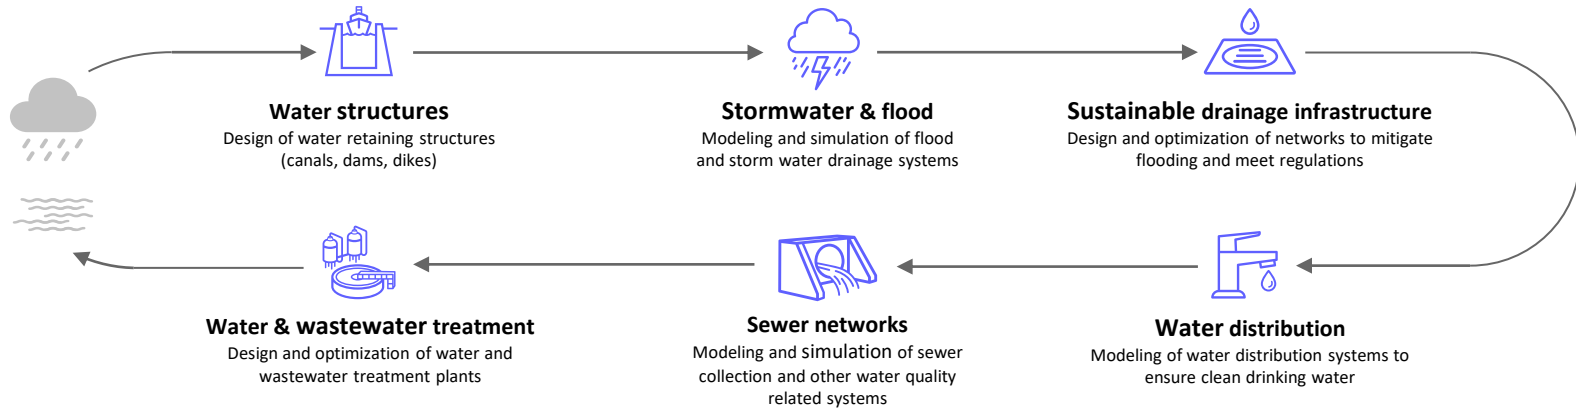 Water structures
Design of water retaining structures
(canals, dams, dikes)
Stormwater & flood
Modeling and simulation of flood
and storm water drainage systems
Sustainable drainage infrastructure
Design and optimization of networks to mitigate
flooding and meet regulations
Water & wastewater treatment
Design and optimization of water and
wastewater treatment plants
Sewer networks
Modeling and simulation of sewer
collection and other water quality
related systems
Water distribution
Modeling of water distribution systems to
ensure clean drinking water